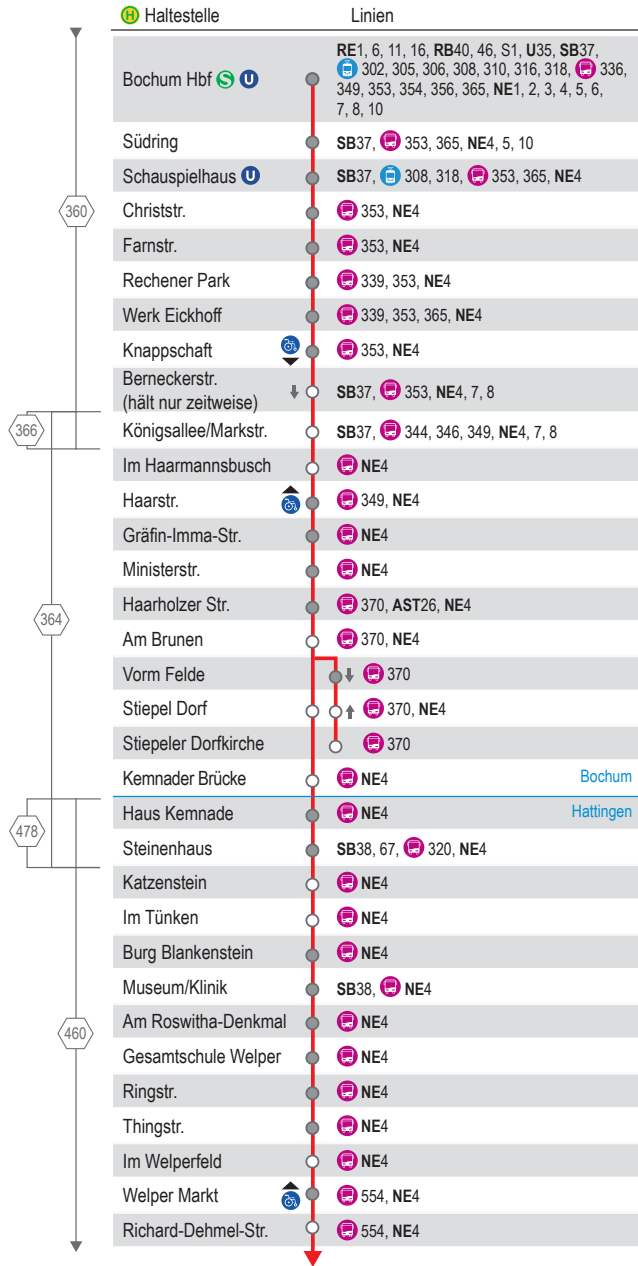 H Haltestelle Linien
Bochum Hbf S U RE1, 6, 11, 16, RB40, 46, S1, U35, SB37,
302, 305, 306, 308, 310, 316, 318, 336,
349, 353, 354, 356, 365, NE1, 2, 3, 4, 5, 6,
7, 8, 10
Südring SB37, 353, 365, NE4, 5, 10
Schauspielhaus U SB37, 308, 318, 353, 365, NE4
360 Christstr. 353, NE4
Farnstr. 353, NE4
Rechener Park 339, 353, NE4
Werk Eickhoff 339, 353, 365, NE4
Knappschaft 353, NE4
Berneckerstr.
(hält nur zeitweise) SB37, 353, NE4, 7, 8
366 Königsallee/Markstr. SB37, 344, 346, 349, NE4, 7, 8
Im Haarmannsbusch NE4
Haarstr. 349, NE4
Gräfin-Imma-Str. NE4
Ministerstr. NE4
364 Haarholzer Str. 370, AST26, NE4
Am Brunen 370, NE4
Vorm Felde 370
Stiepel Dorf 370, NE4
Stiepeler Dorfkirche 370
Kemnader Brücke NE4 Bochum
Haus Kemnade NE4 Hattingen
478 Steinenhaus SB38, 67, 320, NE4
Katzenstein NE4
Im Tünken NE4
Burg Blankenstein NE4
Museum/Klinik SB38, NE4
Am Roswitha-Denkmal NE4
460 Gesamtschule Welper NE4
Ringstr. NE4
Thingstr. NE4
Im Welperfeld NE4
Welper Markt 554, NE4
Richard-Dehmel-Str. 554, NE4